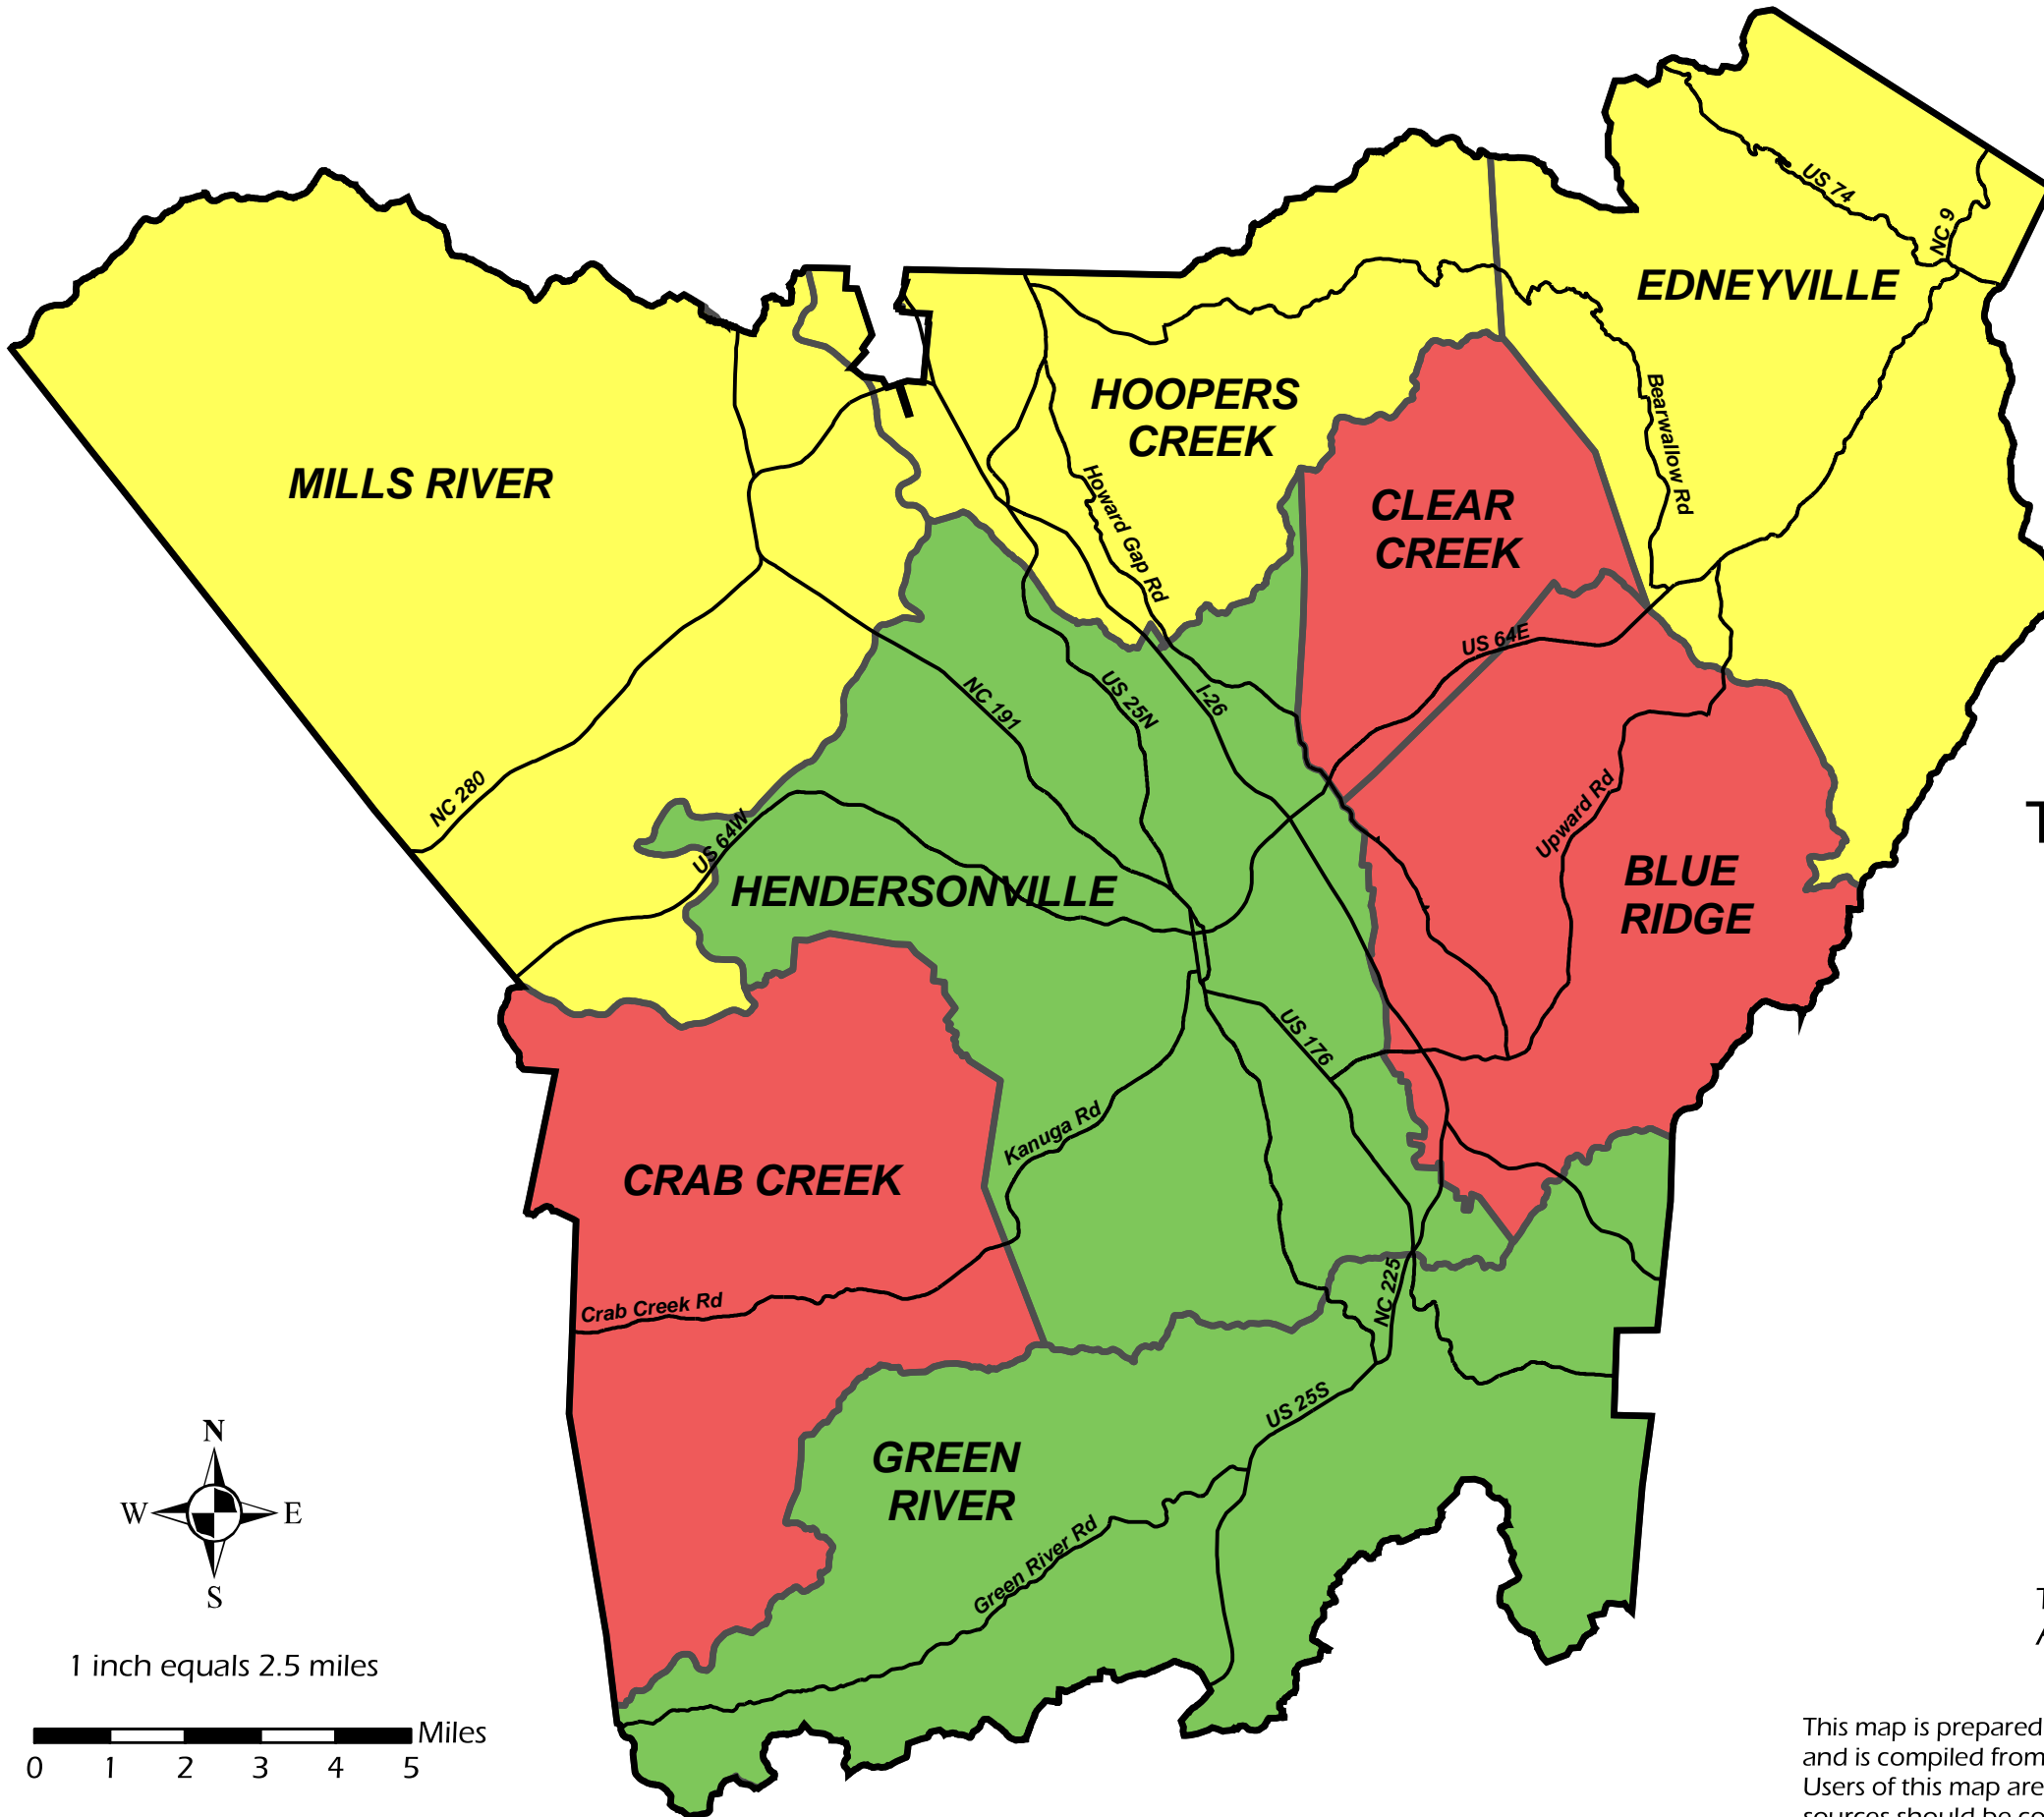 US 74
NC 9
EDNEYVILLE
HOOPERS
CREEK
Bearwallow Rd
MILLS RIVER
Howard Gap Rd
CLEAR
CREEK
US 64E
NC 191
US 25N
I-26
NC 280
US 64W
Upward Rd
HENDERSONVILLE
BLUE
RIDGE
US 176
Kanuga Rd
CRAB CREEK
NC 225
Crab Creek Rd
US 25S
GREEN
RIVER
Green River Rd
N
W
E
S
1 inch equals 2.5 miles
Miles
0 1 2 3 4 5
This map is prepared
and is compiled from
Users of this map are
sources should be